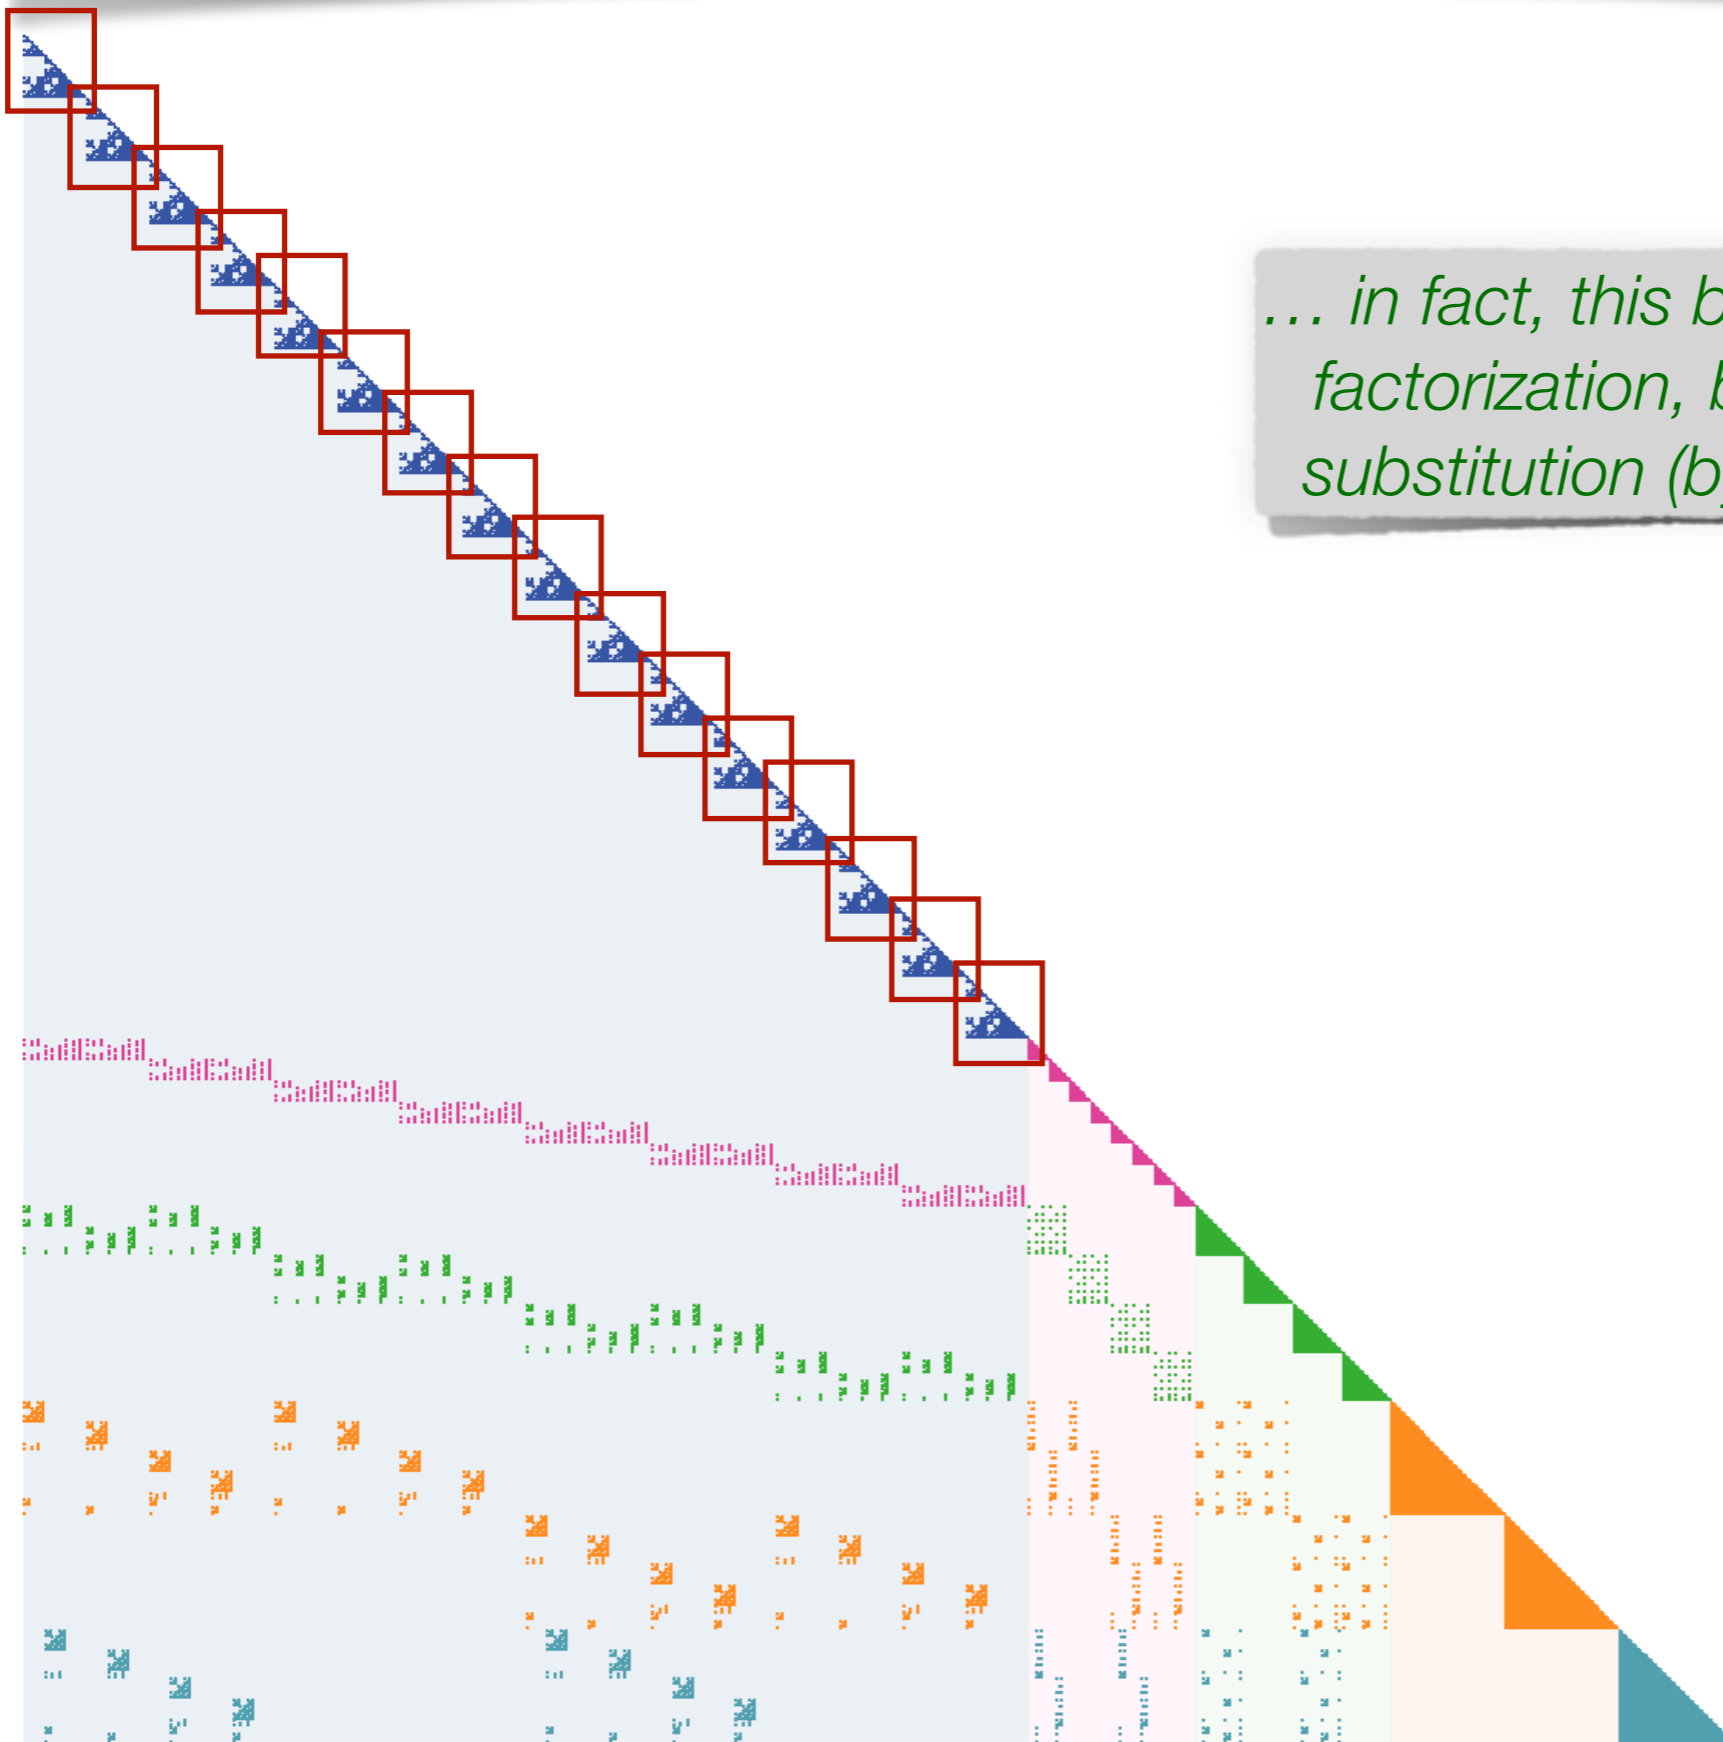 … in fact, this
factorization,
substitution